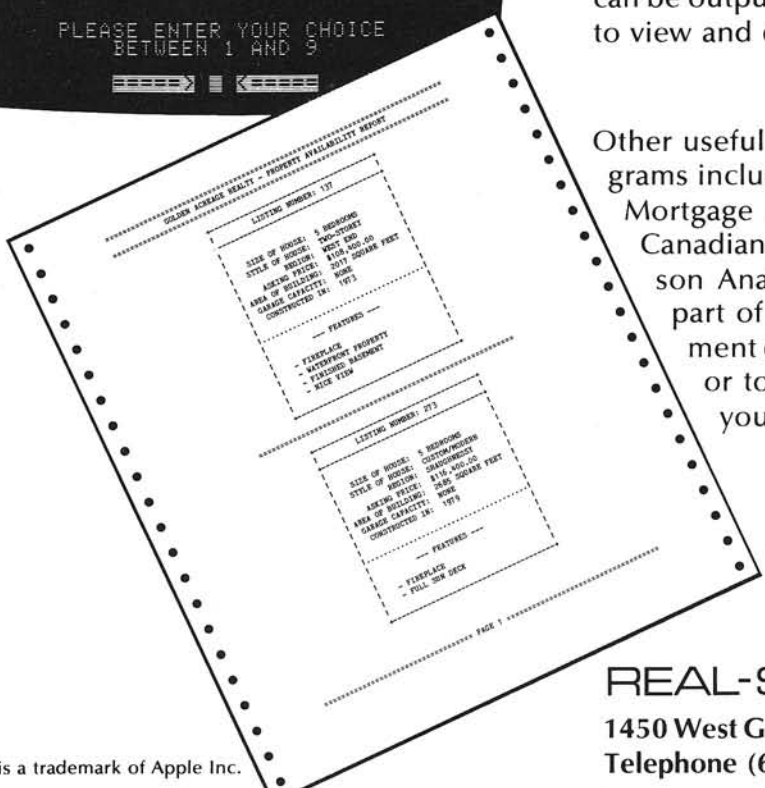 PLEASE ENTER YOUR CHOICE
BETWEEN 1 AND 9
GOLDEN ACREAGE REALTY - PROPERTY AVAILABILITY REPORT
LISTING NUMBER: 137
SIZE OF HOUSE: 5 BEDROOMS
STYLE OF HOUSE: TWO-STOREY
REGION: WEST END
ASKING PRICE: $108,400.00
AREA OF BUILDING: 2017 SQUARE FEET
GARAGE CAPACITY: NONE
CONSTRUCTED IN: 1973
--- FEATURES ---
- FIREPLACE
- WATERFRONT PROPERTY
- FINISHED BASEMENT
- NICE VIEW
LISTING NUMBER: 273
SIZE OF HOUSE: 5 BEDROOMS
STYLE OF HOUSE: CUSTOM/MODERN
REGION: SHAUGHNESSY
ASKING PRICE: $116,400.00
AREA OF BUILDING: 2685 SQUARE FEET
GARAGE CAPACITY: NONE
CONSTRUCTED IN: 1979
--- FEATURES ---
- FIREPLACE
- FULL SUN DECK
PAGE 1
can be outpu
to view and
Other useful
grams inclu
Mortgage
Canadian
son Ana
part of
ment
or to
you
REAL-
1450 West G
Telephone (6
is a trademark of Apple Inc.